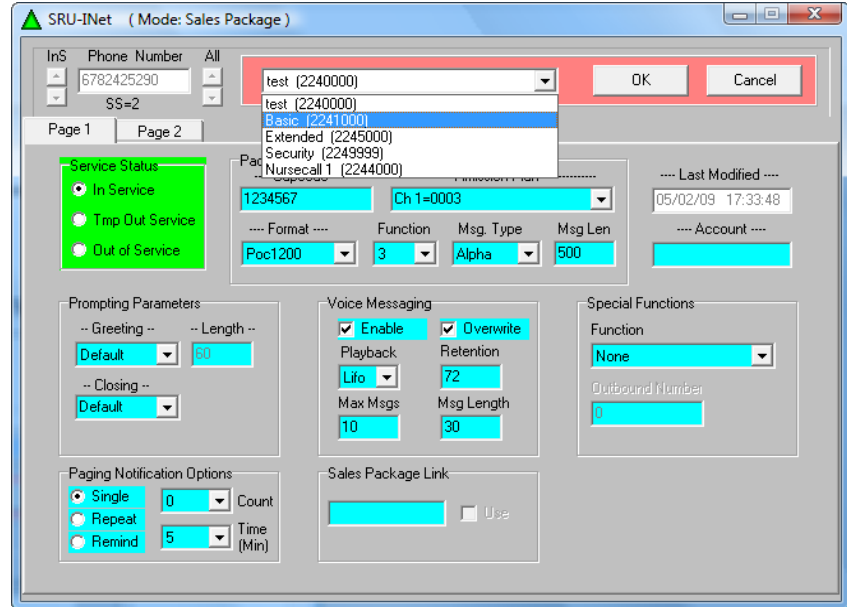 SRU-INet ( Mode: Sales Package )
InS Phone Number All
6782425290
SS=2
test (2240000)
OK Cancel
test (2240000)
Basic (2241000)
Extended (2245000)
Security (2249999)
Nursecall 1 (2244000)
Page 1 Page 2
Service Status
In Service
Tmp Out Service
Out of Service
1234567 Ch 1=0003
---- Format ---- Function Msg. Type Msg Len
Poc1200 3 Alpha 500
---- Last Modified ----
05/02/09 17:33:48
---- Account ----
Prompting Parameters
-- Greeting -- -- Length --
Default 60
-- Closing --
Default
Voice Messaging
Enable Overwrite
Playback Retention
Lifo 72
Max Msgs Msg Length
10 30
Special Functions
Function
None
Outbound Number
0
Paging Notification Options
Single 0 Count
Repeat
Remind 5 Time
(Min)
Sales Package Link
Use